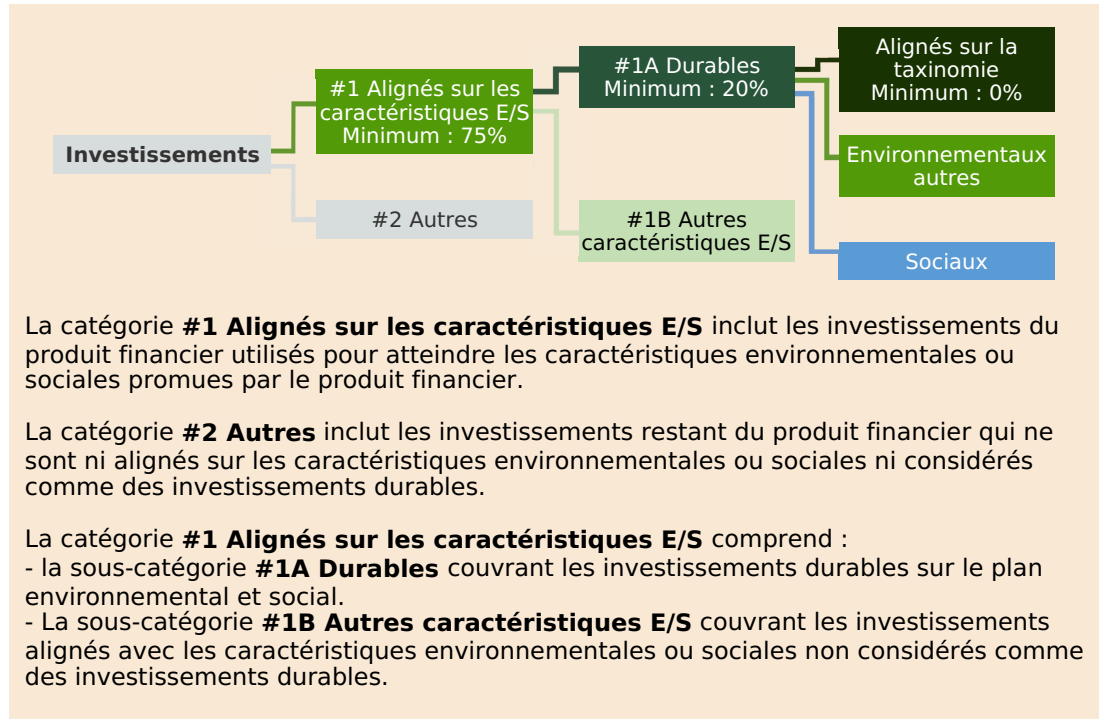 Investissements
#1 Alignés sur les
caractéristiques E/S
Minimum : 75%
#2 Autres
#1A Durables
Minimum : 20%
#1B Autres
caractéristiques E/S
Alignés sur la
taxinomie
Minimum : 0%
Environnementaux
autres
Sociaux
La catégorie #1 Alignés sur les caractéristiques E/S inclut les investissements du
produit financier utilisés pour atteindre les caractéristiques environnementales ou
sociales promues par le produit financier.
La catégorie #2 Autres inclut les investissements restant du produit financier qui ne
sont ni alignés sur les caractéristiques environnementales ou sociales ni considérés
comme des investissements durables.
La catégorie #1 Alignés sur les caractéristiques E/S comprend :
- la sous-catégorie #1A Durables couvrant les investissements durables sur le plan
environnemental et social.
- La sous-catégorie #1B Autres caractéristiques E/S couvrant les investissements
alignés avec les caractéristiques environnementales ou sociales non considérés comme
des investissements durables.